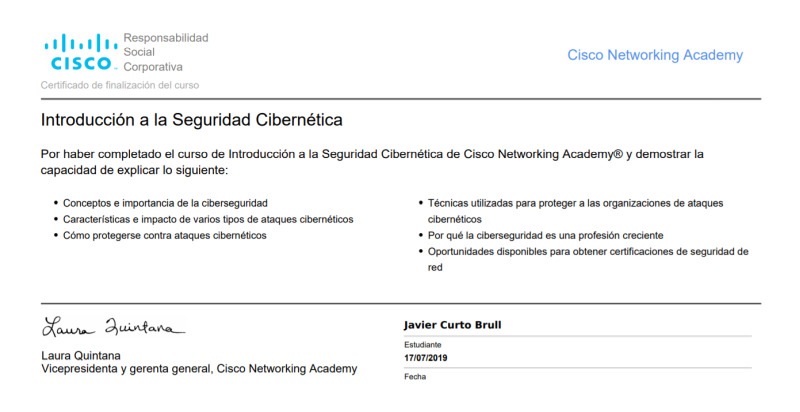 Responsabilidad
Social
CISCO. Corporativa
Cisco Networking Academy
Certificado de finalización del curso
Introducción a la Seguridad Cibernética
Por haber completado el curso de Introducción a la Seguridad Cibernética de Cisco Networking Academy® y demostrar la
capacidad de explicar lo siguiente:
• Conceptos e importancia de la ciberseguridad
• Características e impacto de varios tipos de ataques cibernéticos
• Cómo protegerse contra ataques cibernéticos
• Técnicas utilizadas para proteger a las organizaciones de ataques
cibernéticos
• Por qué la ciberseguridad es una profesión creciente
• Oportunidades disponibles para obtener certificaciones de seguridad de
red
Laura Quintana
Laura Quintana
Vicepresidenta y gerenta general, Cisco Networking Academy
Javier Curto Brull
Estudiante
17/07/2019
Fecha